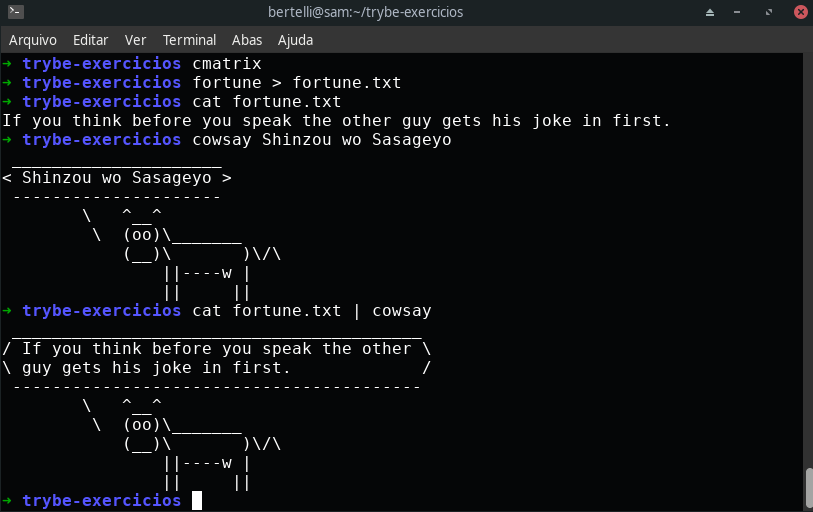 bertelli@sam:~/trybe-exercicios
Arquivo Editar Ver Terminal Abas Ajuda
➜ trybe-exercicios cmatrix
➜ trybe-exercicios fortune > fortune.txt
➜ trybe-exercicios cat fortune.txt
If you think before you speak the other guy gets his joke in first.
➜ trybe-exercicios cowsay Shinzou wo Sasageyo
 _____________________
< Shinzou wo Sasageyo >
 ---------------------
        \   ^__^
         \  (oo)\_______
            (__)\       )\/\
                ||----w |
                ||     ||
➜ trybe-exercicios cat fortune.txt | cowsay
 _________________________________________
/ If you think before you speak the other \
\ guy gets his joke in first.             /
 -----------------------------------------
        \   ^__^
         \  (oo)\_______
            (__)\       )\/\
                ||----w |
                ||     ||
➜ trybe-exercicios